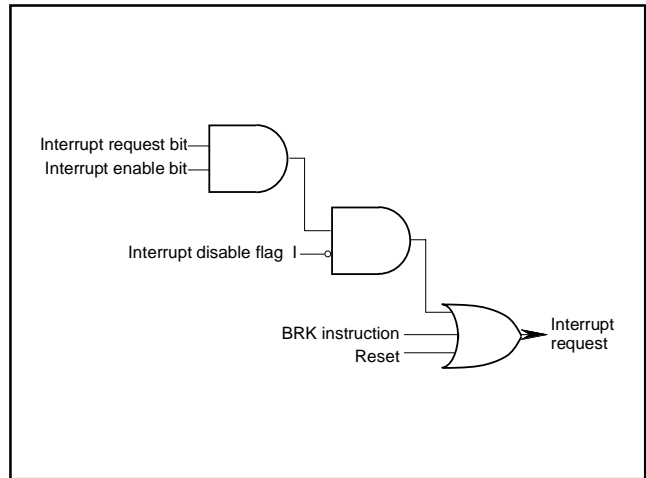 Interrupt request bit
Interrupt enable bit
Interrupt disable flag I
BRK instruction
Reset
Interrupt
request